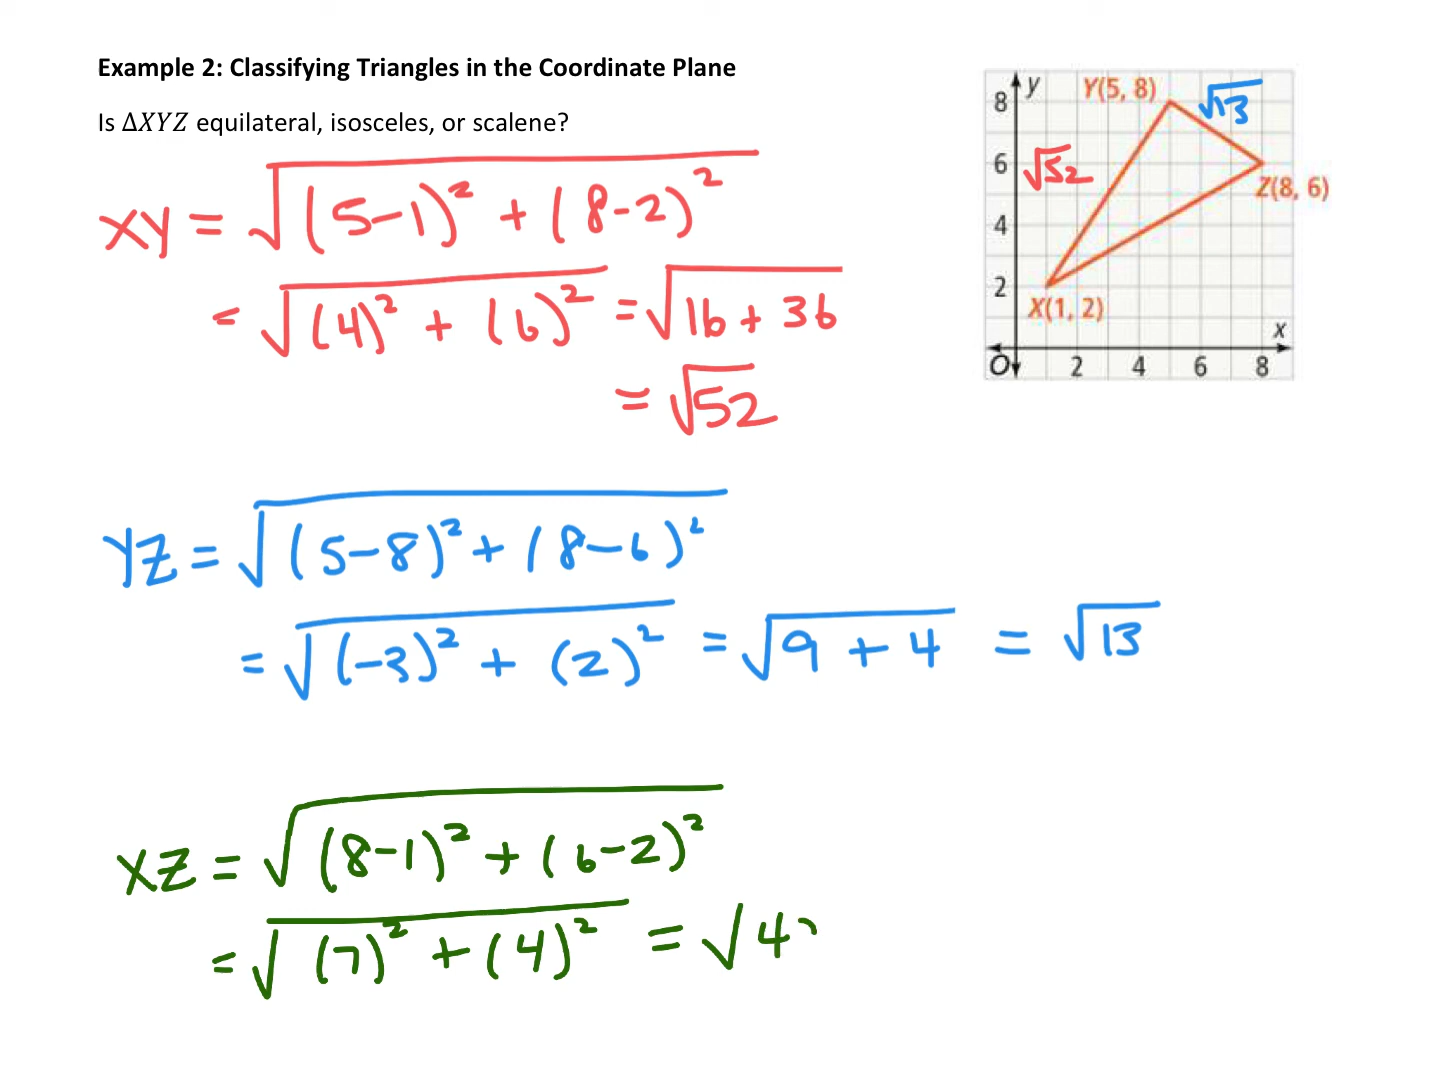 Example 2: Classifying Triangles in the Coordinate Plane
Is ΔXYZ equilateral, isosceles, or scalene?
XY = √(5-1)² + (8-2)²
= √(4)² + (6)² = √16 + 36
= √52
YZ = √(5-8)² + (8-6)²
= √(-3)² + (2)² = √9 + 4 = √13
XZ = √(8-1)² + (6-2)²
= √(7)² + (4)² = √4
y
Y(5, 8)
√13
8
√52
6
Z(8, 6)
4
2
X(1, 2)
x
O 2 4 6 8